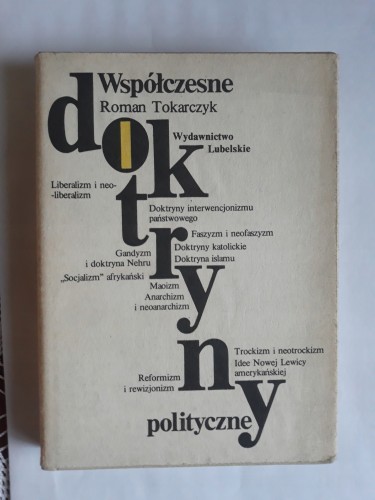 Współczesne
Roman Tokarczyk
doktryny
Wydawnictwo
Lubelskie
Liberalizm i neo-
-liberalizm
Doktryny interwencjonizmu
państwowego
Faszyzm i neofaszyzm
Gandyzm
i doktryna Nehru
Doktryny katolickie
Doktryna islamu
„Socjalizm” afrykański
Maoizm
Anarchizm
i neoanarchizm
Trockizm i neotrockizm
Idee Nowej Lewicy
amerykańskiej
Reformizm
i rewizjonizm
polityczne